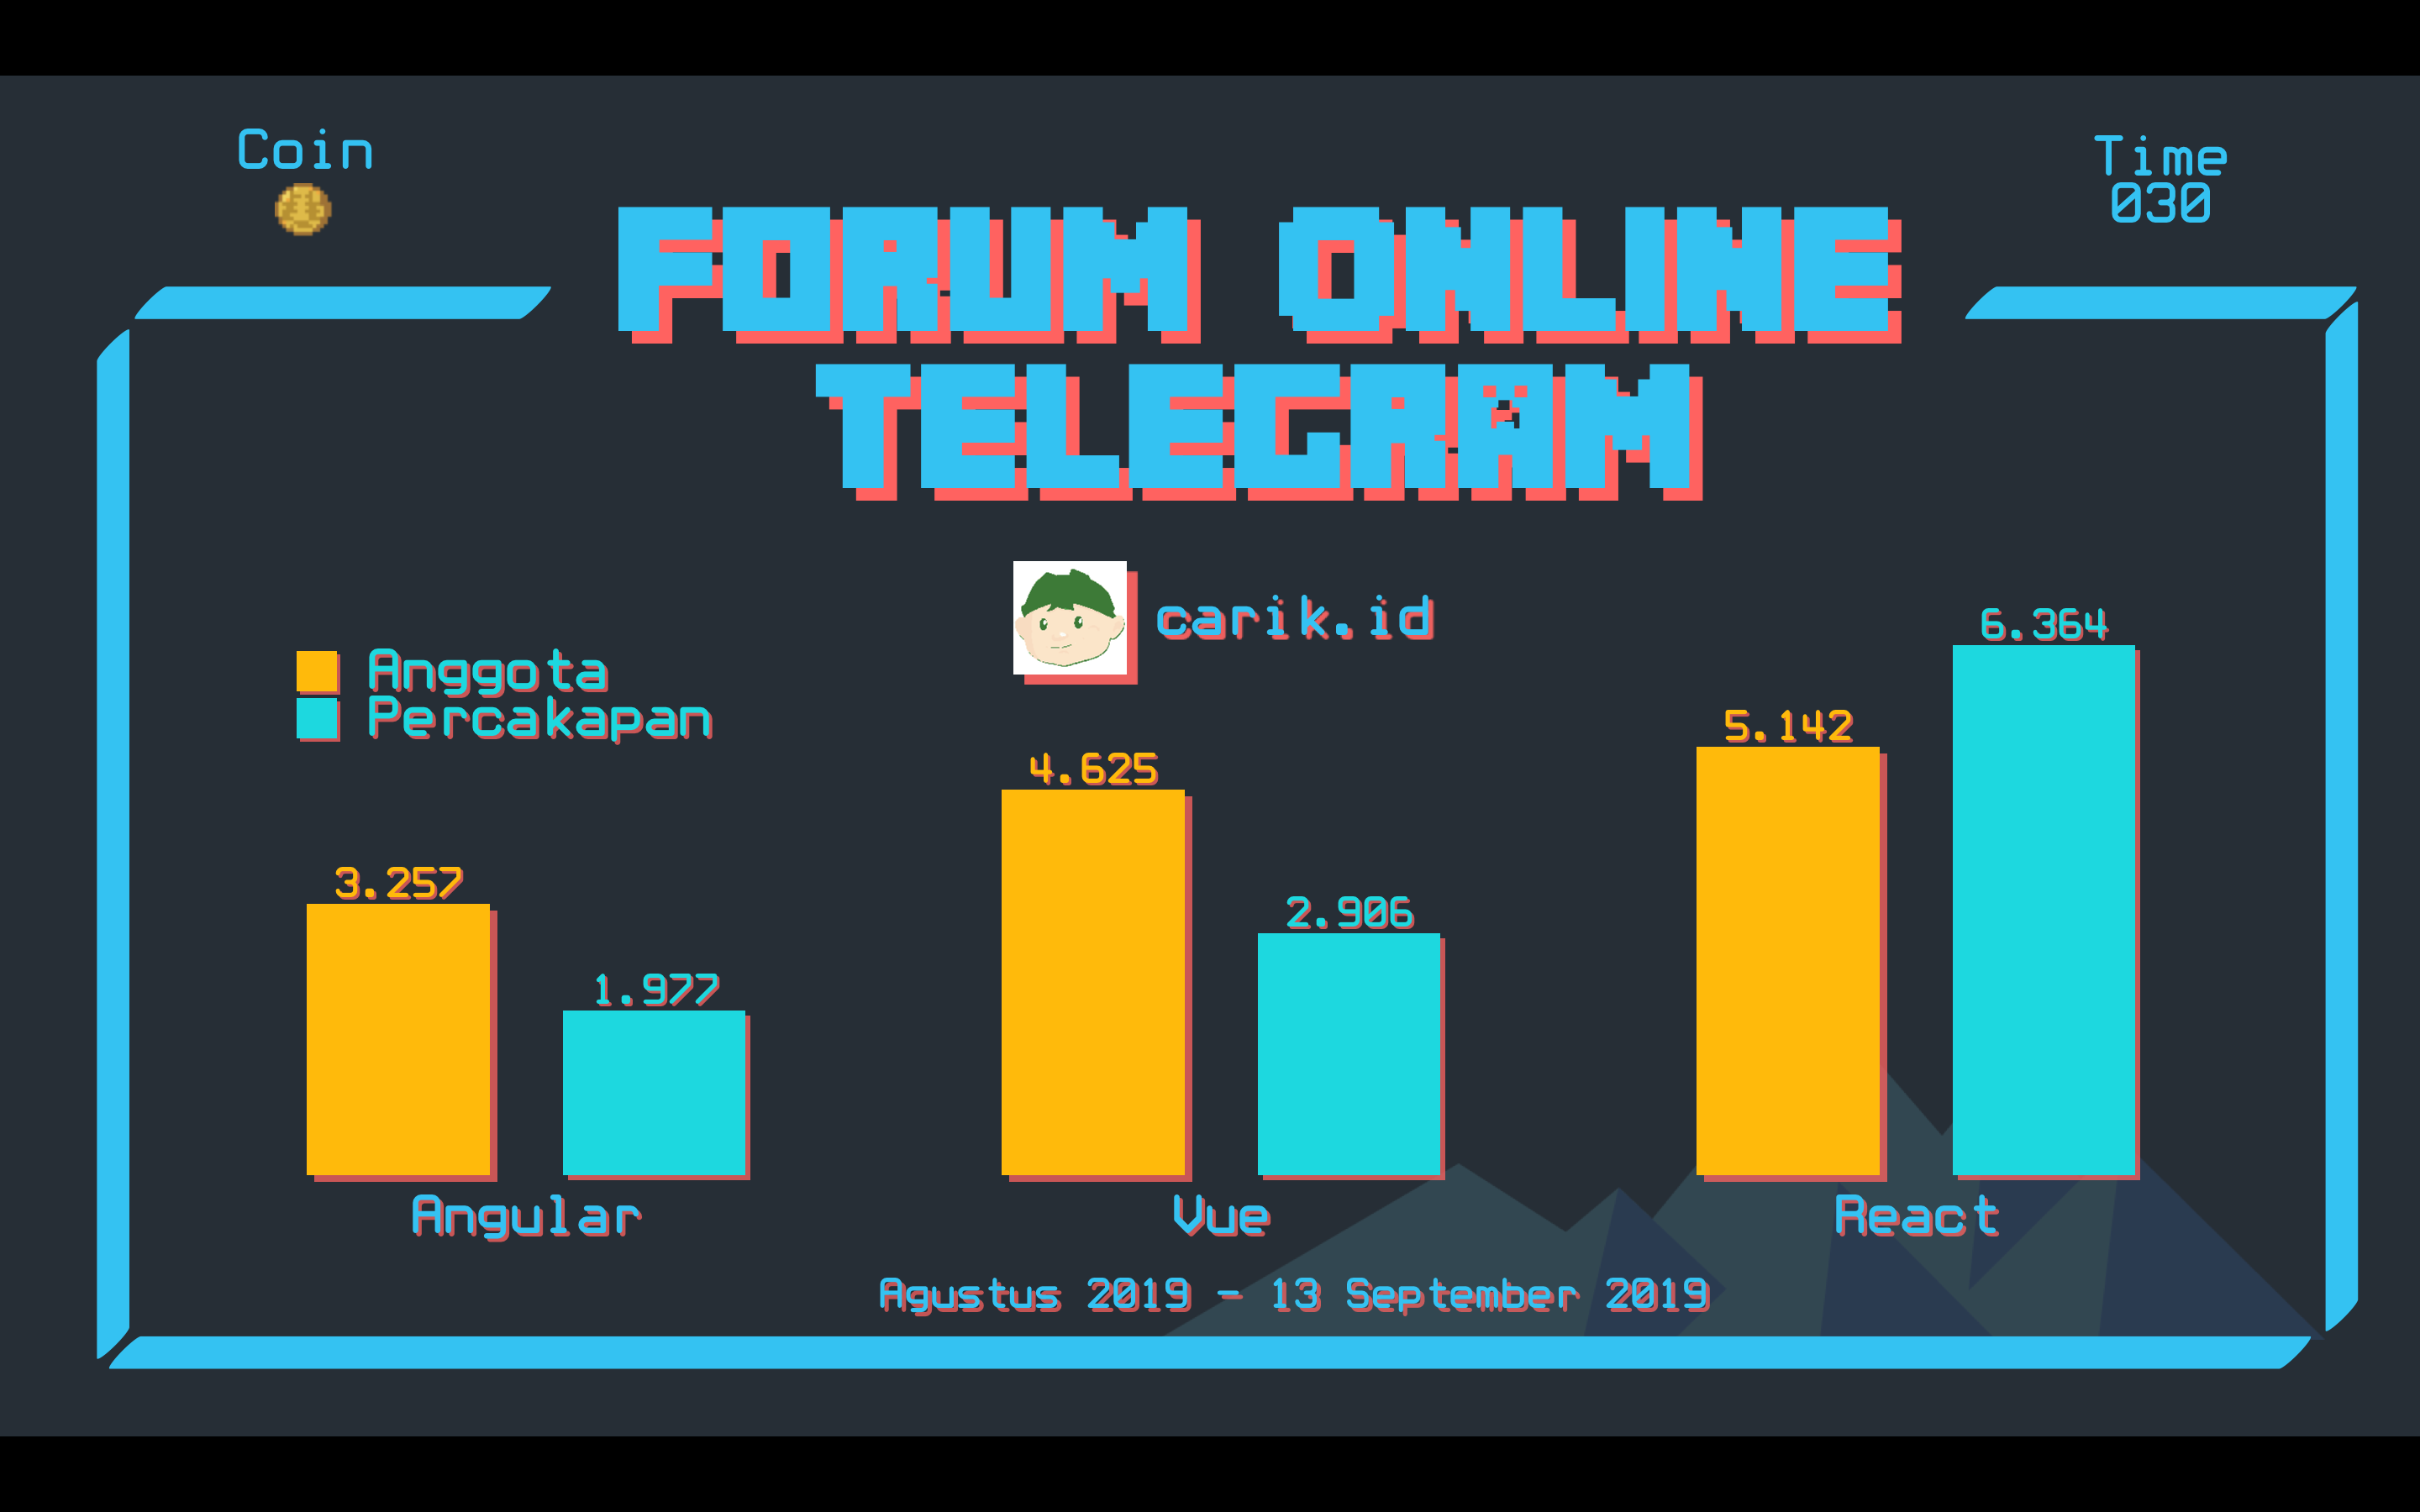 Coin
Time
030
FORUM ONLINE
TELEGRAM
carik.id
Anggota
Percakapan
3.257
1.977
4.625
2.906
5.142
6.364
Angular
Vue
React
Agustus 2019 - 13 September 2019